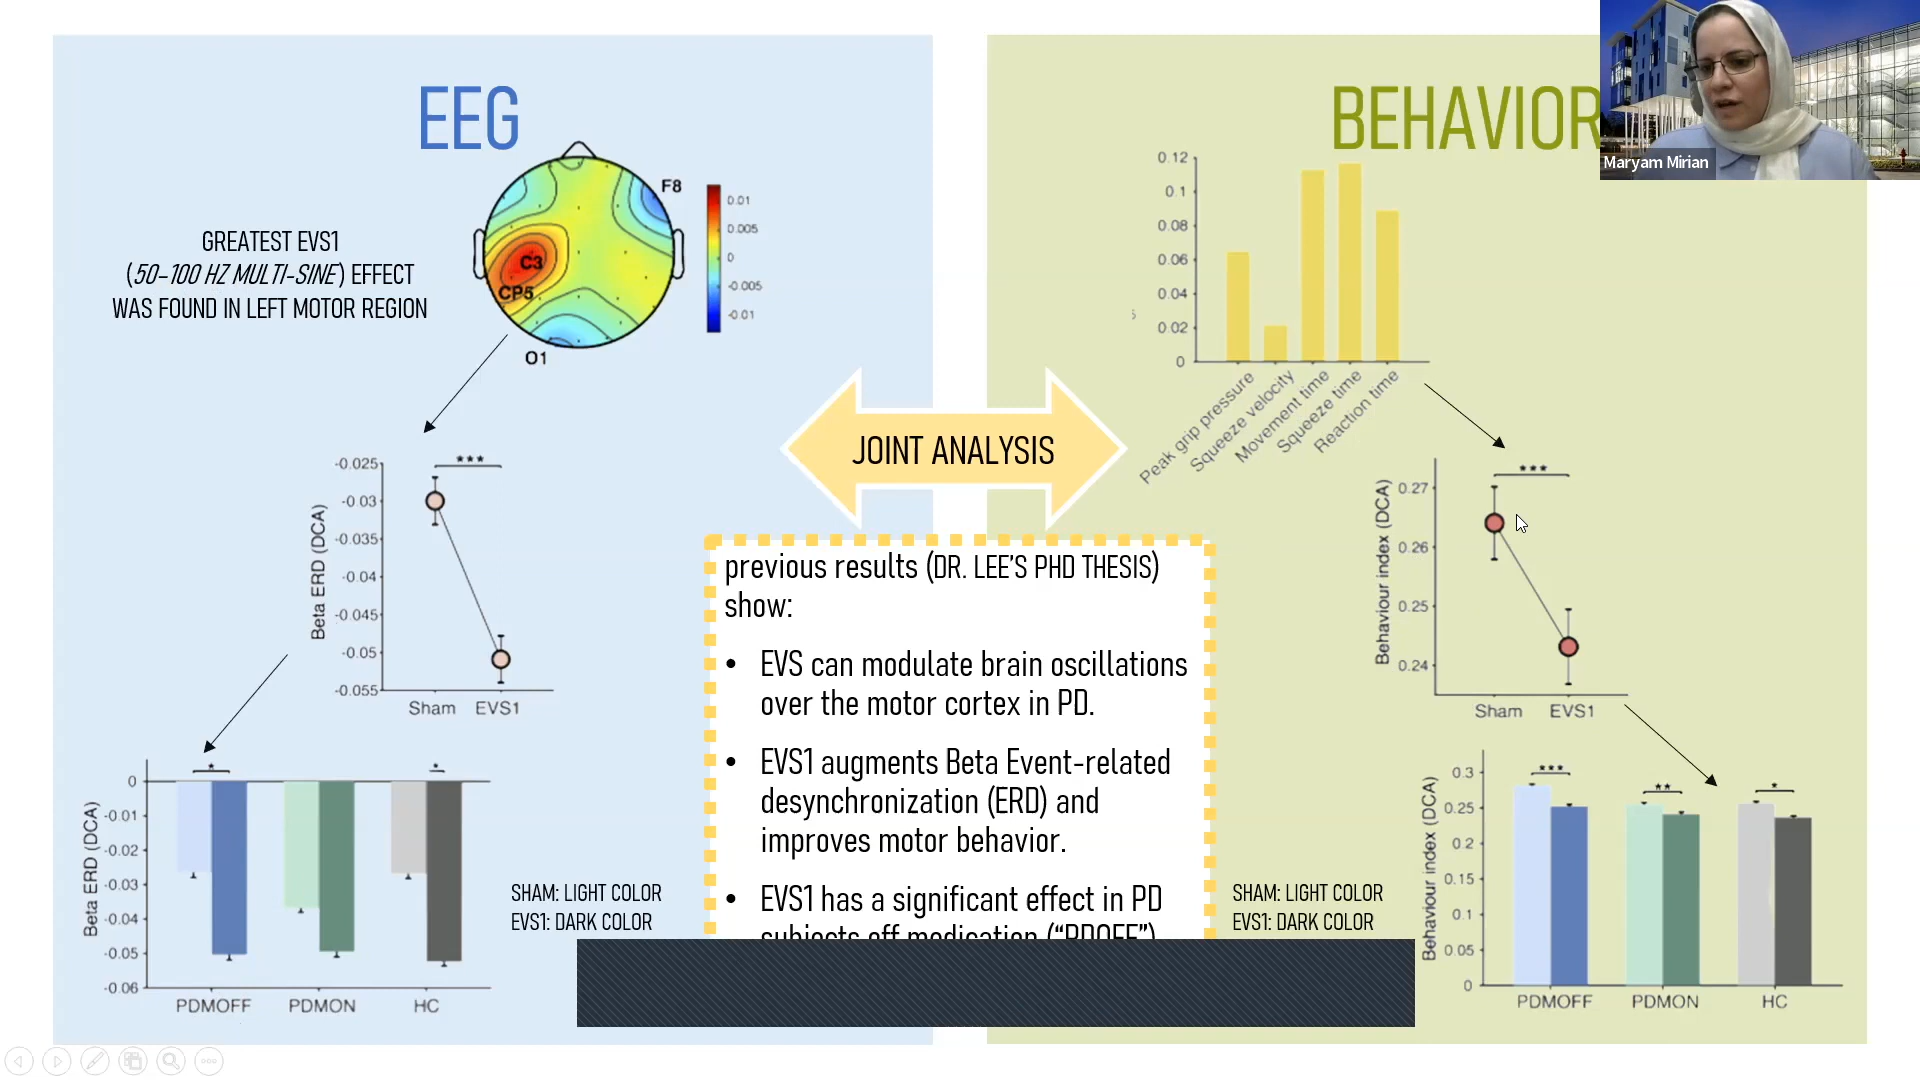 EEG
BEHAVIOR
Maryam Mirian
GREATEST EVS1
(50-100 HZ MULTI-SINE) EFFECT
WAS FOUND IN LEFT MOTOR REGION
F8
C3
CP5
O1
0.01
0.005
0
-0.005
-0.01
0.12
0.1
0.08
0.06
0.04
0.02
0
Peak grip pressure
Squeeze velocity
Movement time
Squeeze time
Reaction time
JOINT ANALYSIS
***
-0.025
-0.03
-0.035
-0.04
-0.045
-0.05
-0.055
Beta ERD (DCA)
Sham EVS1
***
0.27
0.26
0.25
0.24
Behaviour index (DCA)
Sham EVS1
previous results (DR. LEE'S PHD THESIS)
show:
• EVS can modulate brain oscillations
over the motor cortex in PD.
• EVS1 augments Beta Event-related
desynchronization (ERD) and
improves motor behavior.
• EVS1 has a significant effect in PD
subjects off medication ("PDOFF")
* *
0
-0.01
-0.02
-0.03
-0.04
-0.05
-0.06
Beta ERD (DCA)
PDMOFF PDMON HC
SHAM: LIGHT COLOR
EVS1: DARK COLOR
SHAM: LIGHT COLOR
EVS1: DARK COLOR
*** ** *
0.3
0.25
0.2
0.15
0.1
0.05
0
Behaviour index (DCA)
PDMOFF PDMON HC